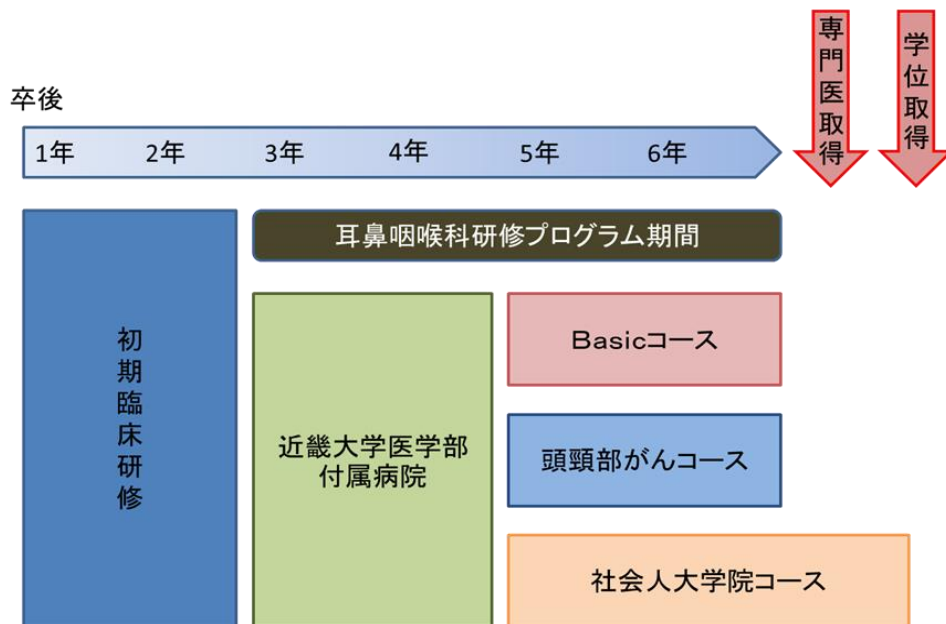 専門医取得
学位取得
卒後
1年 2年 3年 4年 5年 6年
耳鼻咽喉科研修プログラム期間
初期臨床研修
近畿大学医学部
付属病院
Basicコース
頭頸部がんコース
社会人大学院コース